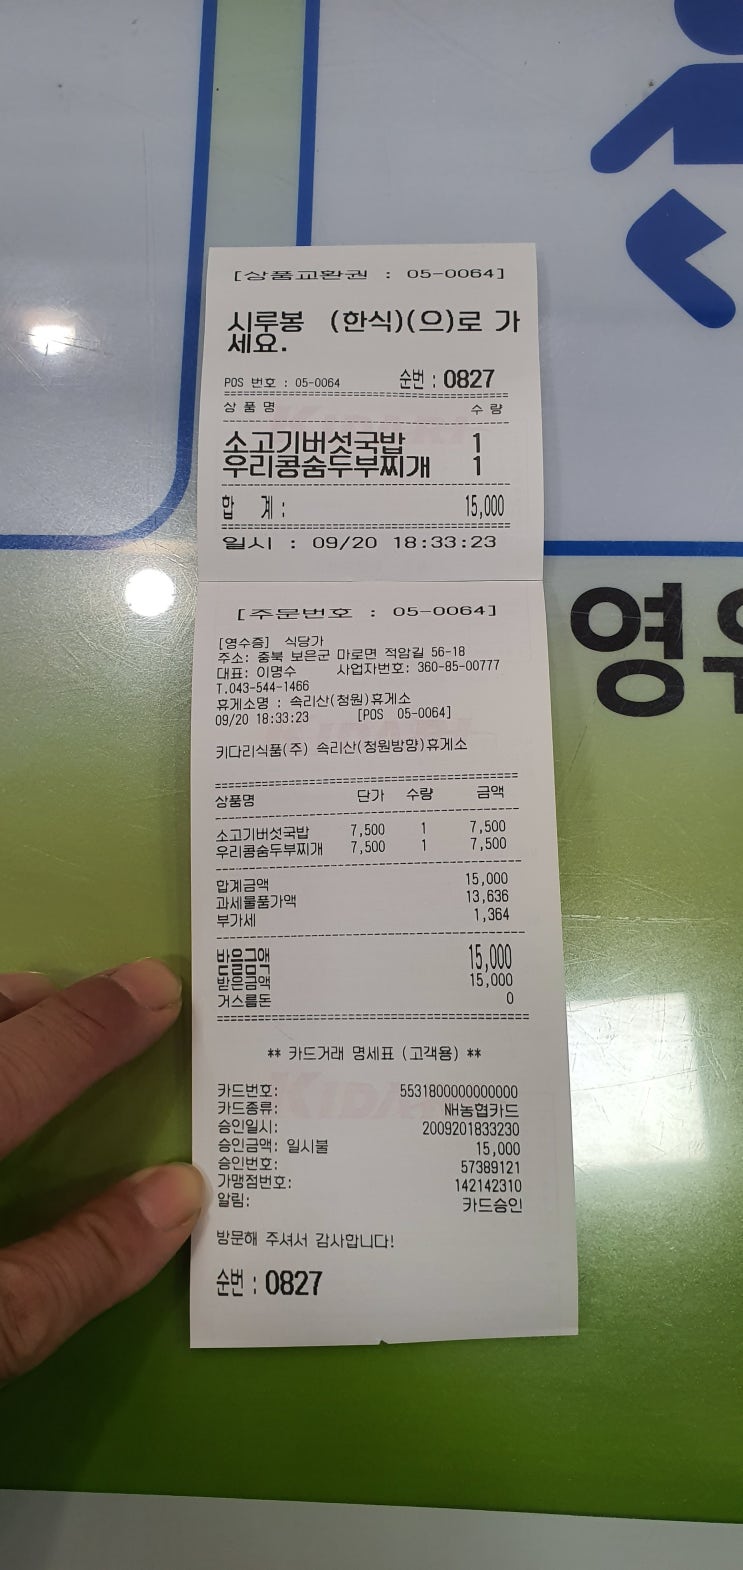 [상품교환권 : 05-0064]
시루봉 (한식)(으)로 가
세요.
POS 번호 : 05-0064 순번 : 0827
상 품 명 수 량
소고기버섯국밥 1
우리콩숨두부찌개 1
합 계 : 15,000
일시 : 09/20 18:33:23
[주문번호 : 05-0064]
[영수증] 식당가
주소: 충북 보은군 마로면 적암길 56-18
대표: 이명수 사업자번호: 360-85-00777
T.043-544-1466
휴게소명 : 속리산(청원)휴게소
09/20 18:33:23 [POS 05-0064]
키다리식품(주) 속리산(청원방향)휴게소
상품명 단가 수량 금액
소고기버섯국밥 7,500 1 7,500
우리콩숨두부찌개 7,500 1 7,500
합계금액 15,000
과세물품가액 13,636
부가세 1,364
받을금액 15,000
받은금액 15,000
거스름돈 0
** 카드거래 명세표 (고객용) **
카드번호: 5531800000000000
카드종류: NH농협카드
승인일시: 2009201833230
승인금액: 일시불 15,000
승인번호: 57389121
가맹점번호: 142142310
알림: 카드승인
방문해 주셔서 감사합니다!
순번 : 0827